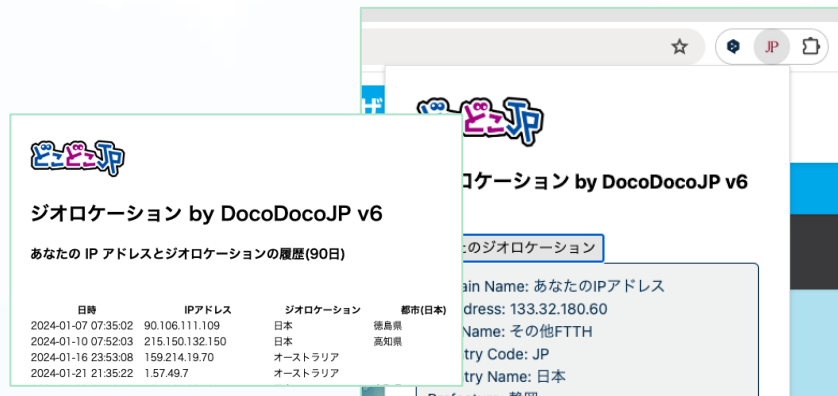 どこどこJP
ジオロケーション by DocoDocoJP v6
あなたの IP アドレスとジオロケーションの履歴(90日)
日時 IPアドレス ジオロケーション 都市(日本)
2024-01-07 07:35:02 90.106.111.109 日本 徳島県
2024-01-10 07:52:03 215.150.132.150 日本 高知県
2024-01-16 23:53:08 159.214.19.70 オーストラリア
2024-01-21 21:35:22 1.57.49.7 オーストラリア
JP
ざ
どこどこJP
ロケーション by DocoDocoJP v6
たのジオロケーション
ain Name: あなたのIPアドレス
dress: 133.32.180.60
Name: その他FTTH
try Code: JP
try Name: 日本